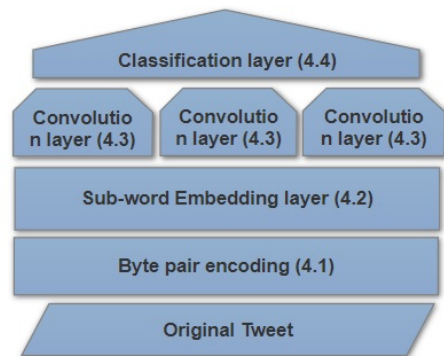 Classification layer (4.4)
Convolutio
n layer (4.3)
Convolutio
n layer (4.3)
Convolutio
n layer (4.3)
Sub-word Embedding layer (4.2)
Byte pair encoding (4.1)
Original Tweet